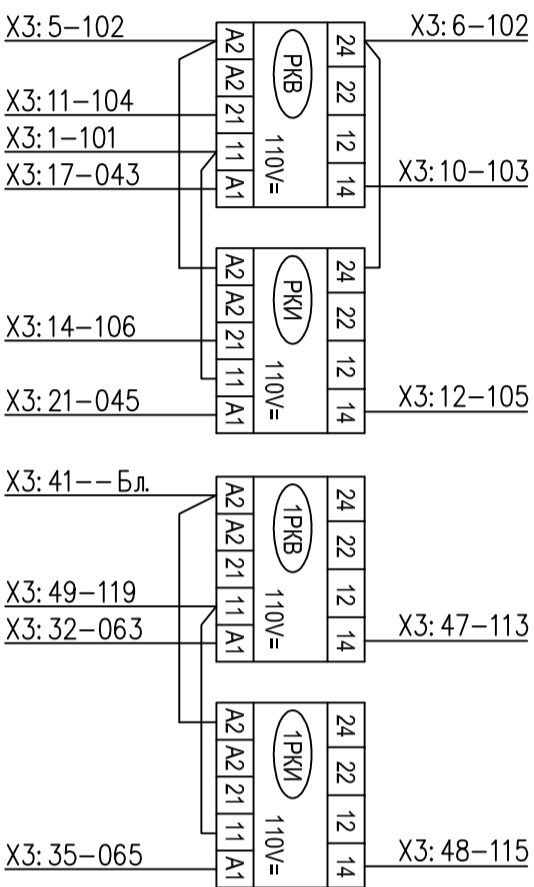 X3:5-102
X3:6-102
A2 24
A2 РКВ 22
X3:11-104
21
X3:1-101
11 110V= 12
X3:17-043
A1 14
X3:10-103
A2 24
A2 РКИ 22
X3:14-106
21
11 110V= 12
X3:21-045
A1 14
X3:12-105
X3:41--Бл.
A2 24
A2 1РКВ 22
21
X3:49-119
11 110V= 12
X3:32-063
A1 14
X3:47-113
A2 24
A2 1РКИ 22
21
11 110V= 12
X3:35-065
A1 14
X3:48-115